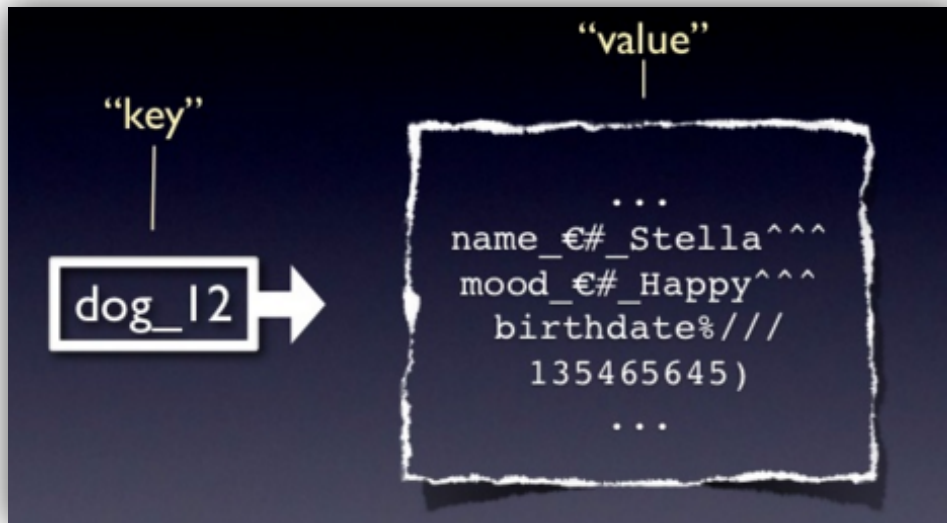 “value”
“key”
...
name_€#_Stella^^^
mood_€#_Happy^^^
birthdate%///
135465645)
...
dog_12